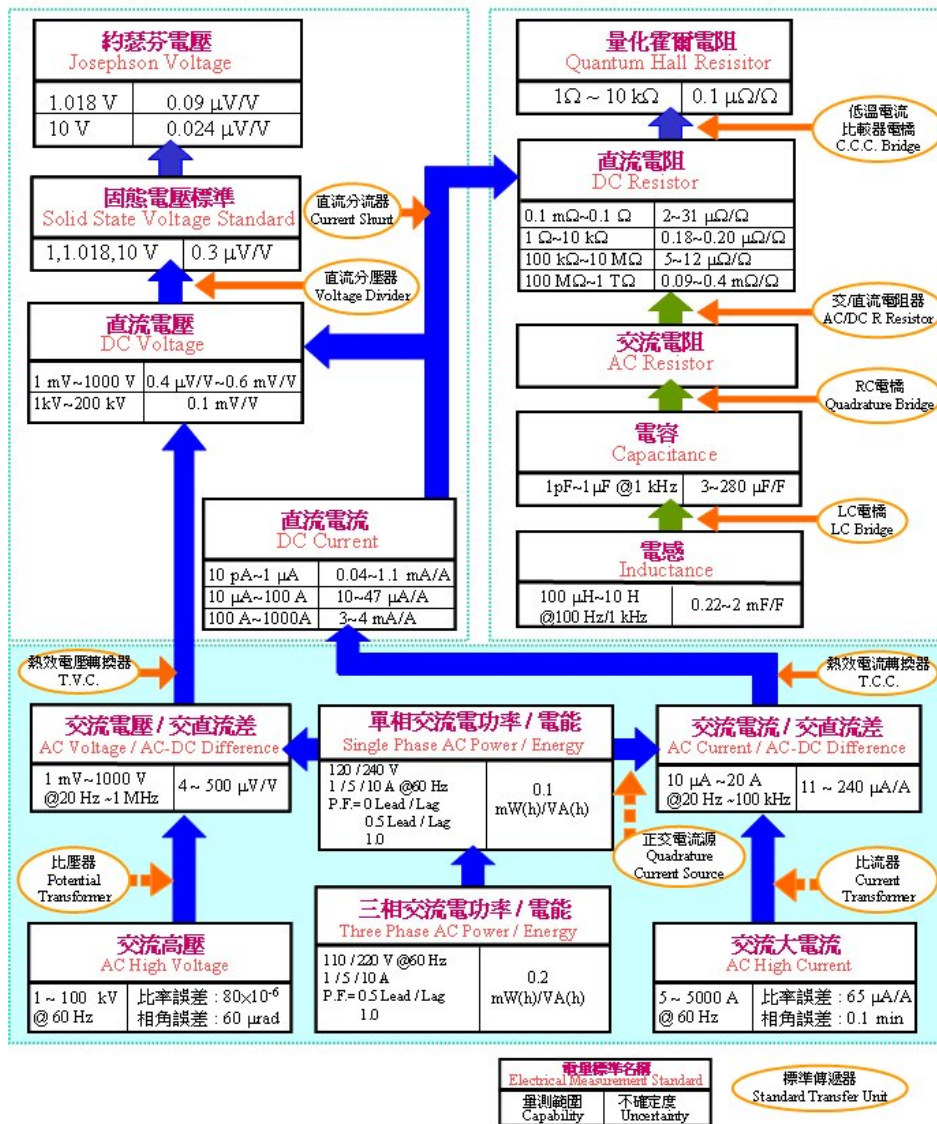 約瑟芬電壓
Josephson Voltage
1.018 V 0.09 μV/V
10 V 0.024 μV/V
固態電壓標準
Solid State Voltage Standard
1,1.018,10 V 0.3 μV/V
直流分流器
Current Shunt
直流分壓器
Voltage Divider
直流電壓
DC Voltage
1 mV~1000 V 0.4 μV/V~0.6 mV/V
1kV~200 kV 0.1 mV/V
直流電流
DC Current
10 pA~1 μA 0.04~1.1 mA/A
10 μA~100 A 10~47 μA/A
100 A~1000A 3~4 mA/A
量化霍爾電阻
Quantum Hall Resisitor
1Ω ~ 10 kΩ 0.1 μΩ/Ω
低溫電流
比較器電橋
C.C.C. Bridge
直流電阻
DC Resistor
0.1 mΩ~0.1 Ω 2~31 μΩ/Ω
1 Ω~10 kΩ 0.18~0.20 μΩ/Ω
100 kΩ~10 MΩ 5~12 μΩ/Ω
100 MΩ~1 TΩ 0.09~0.4 mΩ/Ω
交/直流電阻器
AC/DC R Resistor
交流電阻
AC Resistor
RC電橋
Quadrature Bridge
電容
Capacitance
1pF~1μF @1 kHz 3~280 μF/F
LC電橋
LC Bridge
電感
Inductance
100 μH~10 H
@100 Hz/1 kHz
0.22~2 mF/F
熱效電壓轉換器
T.V.C.
熱效電流轉換器
T.C.C.
交流電壓 / 交直流差
AC Voltage / AC-DC Difference
1 mV~1000 V
@20 Hz ~1 MHz
4~ 500 μV/V
單相交流電功率 / 電能
Single Phase AC Power / Energy
120 /240 V
1 / 5 / 10 A @60 Hz
P.F.= 0 Lead / Lag
0.5 Lead / Lag
1.0
0.1
mW(h)/VA(h)
交流電流 / 交直流差
AC Current / AC-DC Difference
10 μA ~20 A
@20 Hz ~100 kHz
11 ~ 240 μA/A
比壓器
Potential
Transformer
正交電流源
Quadrature
Current Source
比流器
Current
Transformer
交流高壓
AC High Voltage
1 ~ 100 kV
@ 60 Hz
比率誤差 : 80×10-6
相角誤差 : 60 μrad
三相交流電功率 / 電能
Three Phase AC Power / Energy
110 /220 V @60 Hz
1 / 5 / 10 A
P.F.= 0.5 Lead / Lag
1.0
0.2
mW(h)/VA(h)
交流大電流
AC High Current
5 ~ 5000 A
@ 60 Hz
比率誤差 : 65 μA/A
相角誤差 : 0.1 min
電量標準名稱
Electrical Measurement Standard
量測範圍 不確定度
Capability Uncertainty
標準傳遞器
Standard Transfer Unit